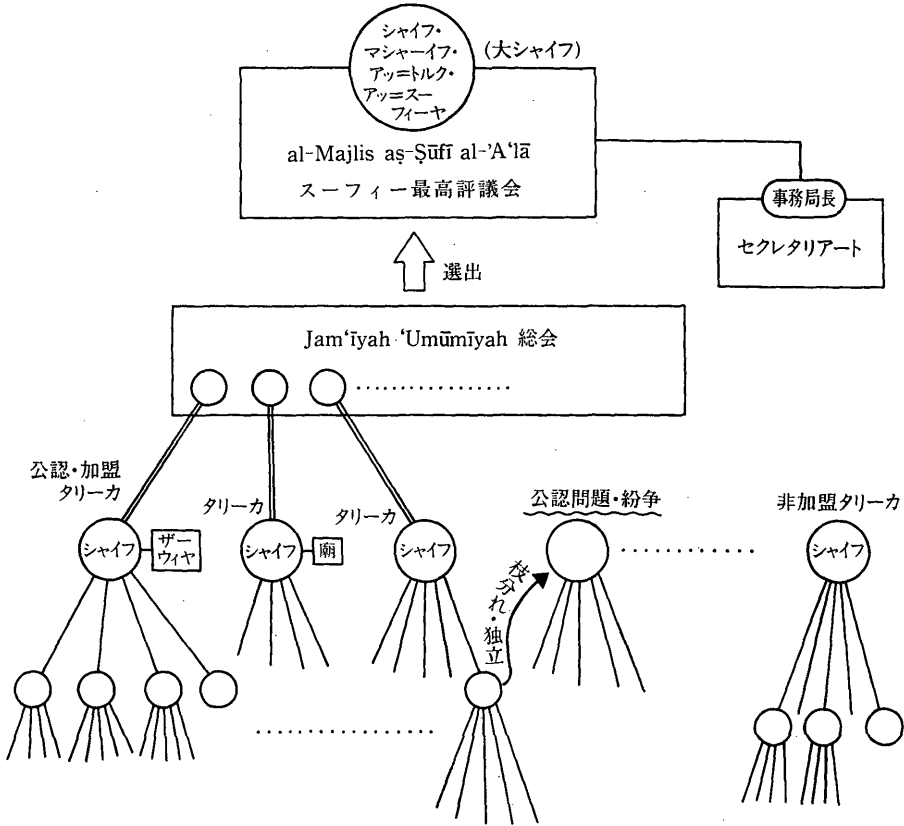 シャイフ・
マシャーイフ・
アッ=トルク・
アッ=スー
フィーヤ
(大シャイフ)
al-Majlis aṣ-Ṣūfī al-’A‘lā
スーフィー最高評議会
事務局長
セクレタリアート
選出
Jam‘īyah ‘Umūmīyah 総会
公認・加盟
タリーカ
タリーカ
タリーカ
公認問題・紛争
非加盟タリーカ
シャイフ
ザー
ウィヤ
シャイフ
廟
シャイフ
シャイフ
枝分れ・独立